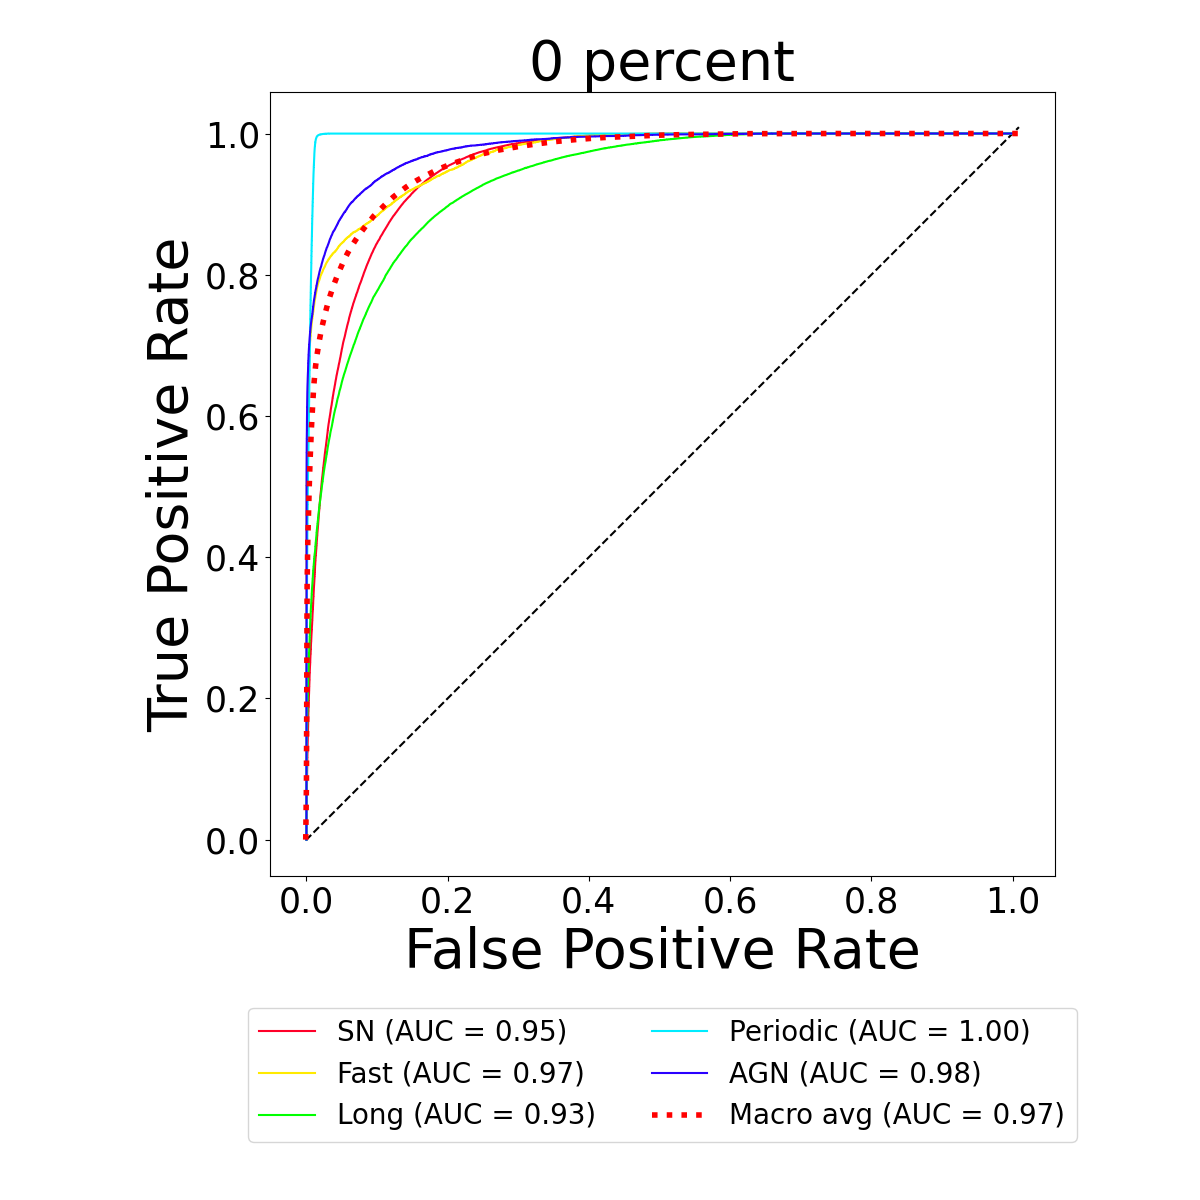 0 percent
True Positive Rate
1.0
0.8
0.6
0.4
0.2
0.0
0.0 0.2 0.4 0.6 0.8 1.0
False Positive Rate
SN (AUC = 0.95)
Fast (AUC = 0.97)
Long (AUC = 0.93)
Periodic (AUC = 1.00)
AGN (AUC = 0.98)
Macro avg (AUC = 0.97)